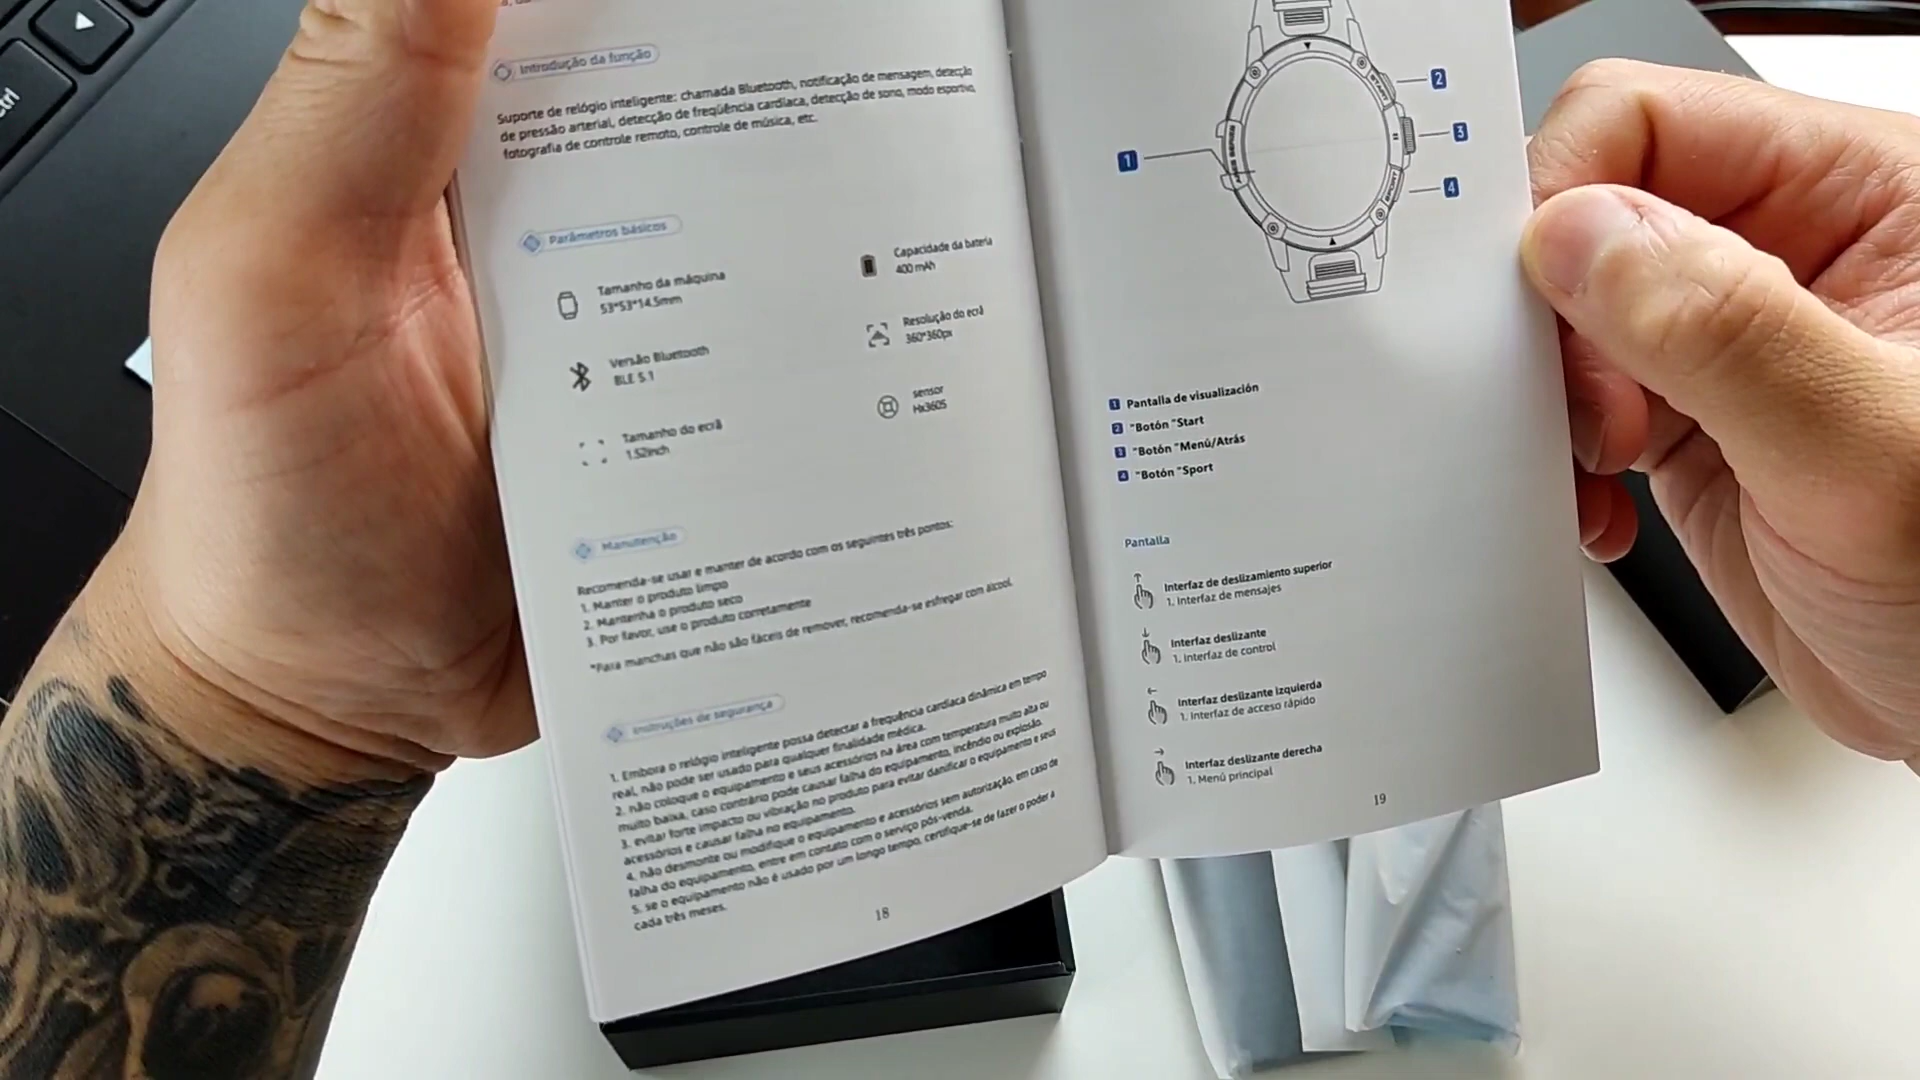 Introdução da função
Suporte de relógio inteligente: chamada Bluetooth, notificação de mensagem, detecção
de pressão arterial, detecção de freqüência cardíaca, detecção de sono, modo esportivo,
fotografia de controle remoto, controle de música, etc.
Parâmetros básicos
Tamanho da máquina
53*53*14.5mm
Capacidade da bateria
400 mAh
Versão Bluetooth
BLE 5.1
Resolução do ecrã
360*360px
Tamanho do ecrã
1.52inch
sensor
Hx3605
Manutenção
Recomenda-se usar e manter de acordo com os seguintes três pontos:
1. Manter o produto limpo
2. Mantenha o produto seco
3. Por favor, use o produto corretamente
*Para manchas que não são fáceis de remover, recomenda-se esfregar com álcool.
Instruções de segurança
1. Embora o relógio inteligente possa detectar a frequência cardíaca dinâmica em tempo
real, não pode ser usado para qualquer finalidade médica.
2. não coloque o equipamento e seus acessórios na área com temperatura muito alta ou
muito baixa, caso contrário pode causar falha do equipamento, incêndio ou explosão.
3. evitar forte impacto ou vibração no produto para evitar danificar o equipamento e seus
acessórios e causar falha no equipamento.
4. não desmonte ou modifique o equipamento e acessórios sem autorização. em caso de
falha do equipamento, entre em contato com o serviço pós-venda.
5. se o equipamento não é usado por um longo tempo, certifique-se de fazer o poder a
cada três meses.
18
START
SPORT
1
2
3
4
1 Pantalla de visualización
2 "Botón "Start
3 "Botón "Menú/Atrás
4 "Botón "Sport
Pantalla
Interfaz de deslizamiento superior
1. Interfaz de mensajes
Interfaz deslizante
1. Interfaz de control
Interfaz deslizante izquierda
1. Interfaz de acceso rápido
Interfaz deslizante derecha
1. Menú principal
19